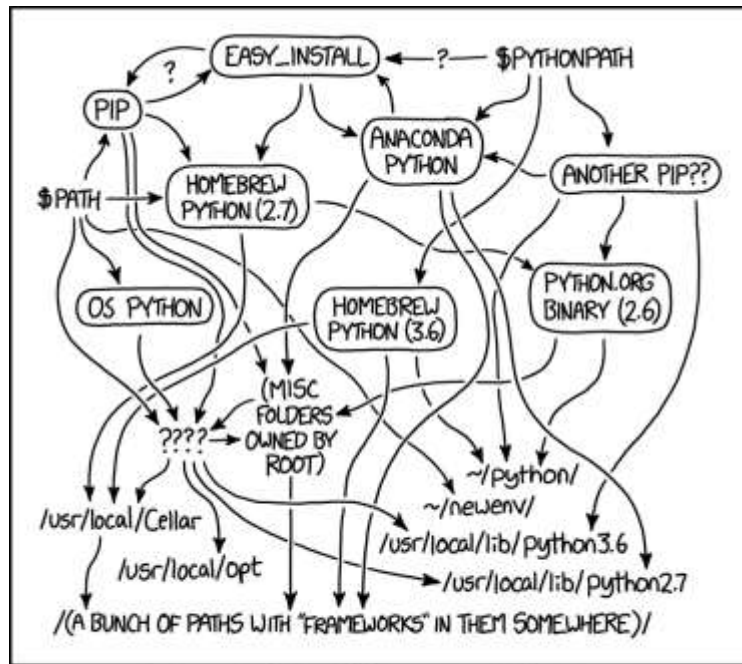 EASY_INSTALL
?
$PYTHONPATH
?
PIP
ANACONDA
PYTHON
ANOTHER PIP??
HOMEBREW
PYTHON (2.7)
$PATH
OS PYTHON
HOMEBREW
PYTHON (3.6)
PYTHON.ORG
BINARY (2.6)
(MISC
FOLDERS
OWNED BY
ROOT)
????
~/python/
~/newenv/
/usr/local/Cellar
/usr/local/lib/python3.6
/usr/local/opt
/usr/local/lib/python2.7
/(A BUNCH OF PATHS WITH "FRAMEWORKS" IN THEM SOMEWHERE)/